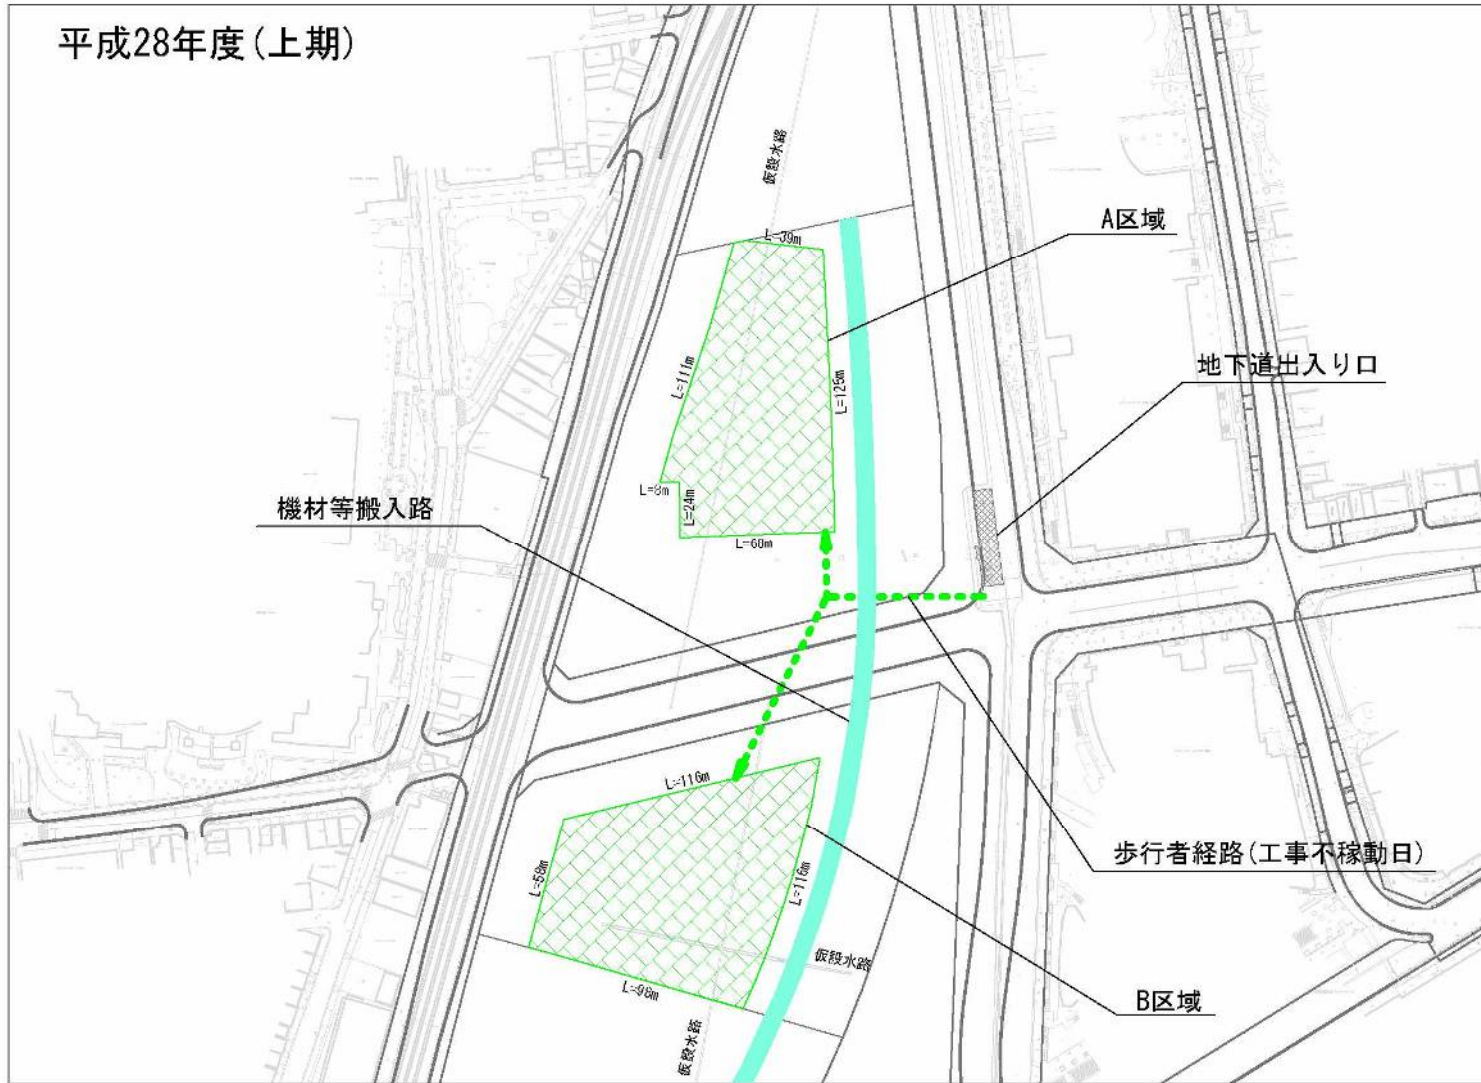 平成28年度(上期)
仮設水路
A区域
L=39m
地下道出入り口
L=111m
L=125m
機材等搬入路
L=8m
L=24m
L=68m
L=116m
歩行者経路(工事不稼動日)
L=58m
L=116m
仮設水路
B区域
L=98m
仮設水路